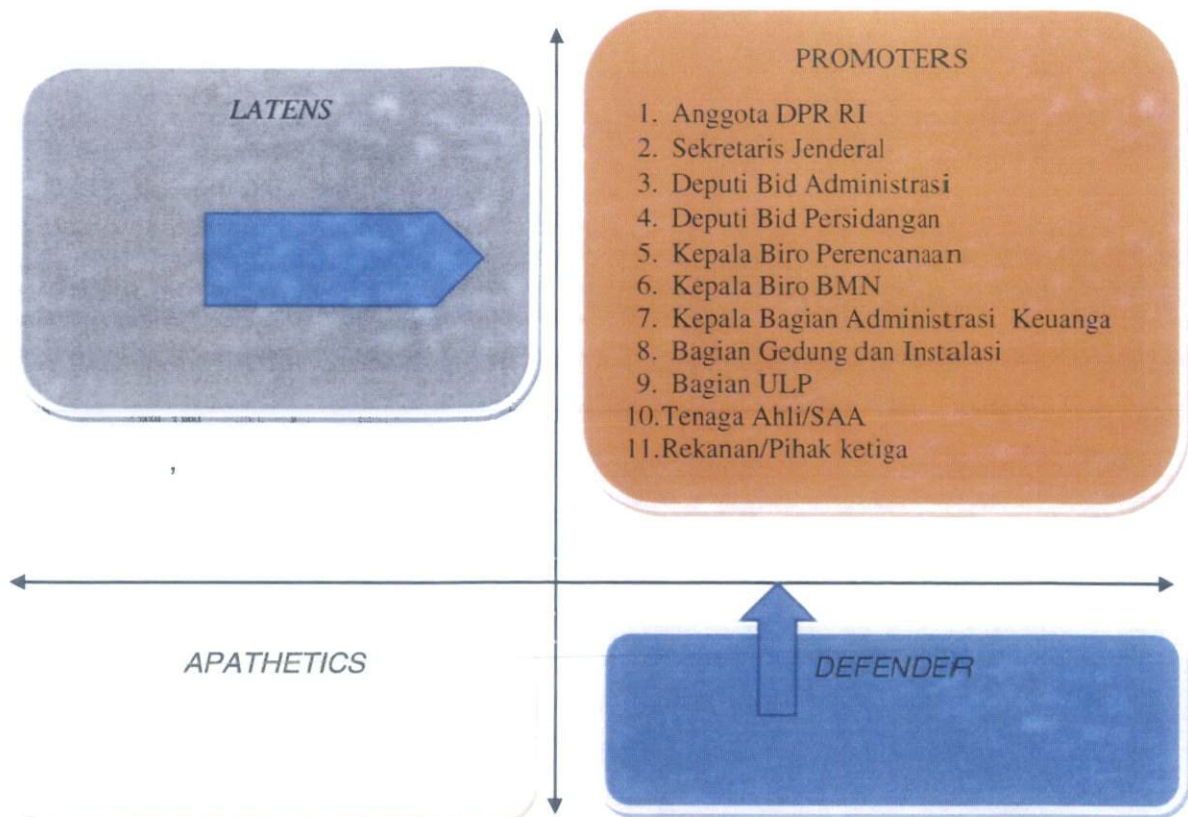 LATENS
PROMOTERS
1. Anggota DPR RI
2. Sekretaris Jenderal
3. Deputi Bid Administrasi
4. Deputi Bid Persidangan
5. Kepala Biro Perencanaan
6. Kepala Biro BMN
7. Kepala Bagian Administrasi Keuanga
8. Bagian Gedung dan Instalasi
9. Bagian ULP
10.Tenaga Ahli/SAA
11.Rekanan/Pihak ketiga
APATHETICS
DEFENDER